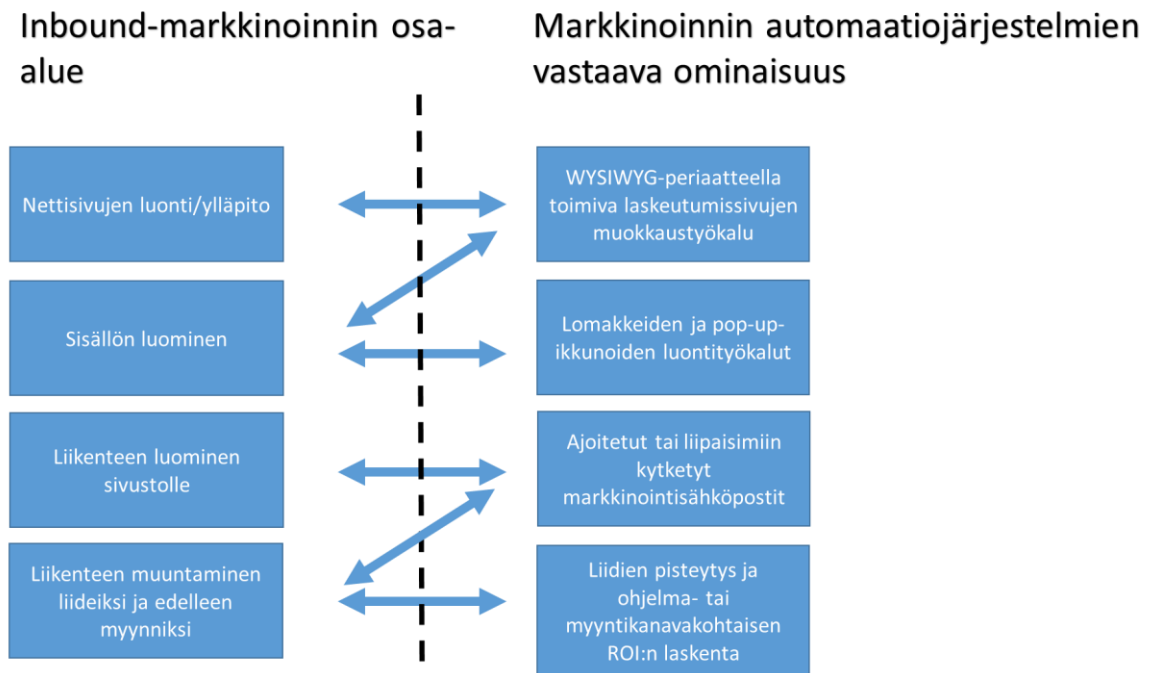 Inbound-markkinoinnin osa-
alue
Markkinoinnin automaatiojärjestelmien
vastaava ominaisuus
Nettisivujen luonti/ylläpito
WYSIWYG-periaatteella
toimiva laskeutumissivujen
muokkaustyökalu
Sisällön luominen
Lomakkeiden ja pop-up-
ikkunoiden luontityökalut
Liikenteen luominen
sivustolle
Ajoitetut tai liipaisimiin
kytketyt
markkinointisähköpostit
Liikenteen muuntaminen
liideiksi ja edelleen
myynniksi
Liidien pisteytys ja
ohjelma- tai
myyntikanavakohtaisen
ROI:n laskenta